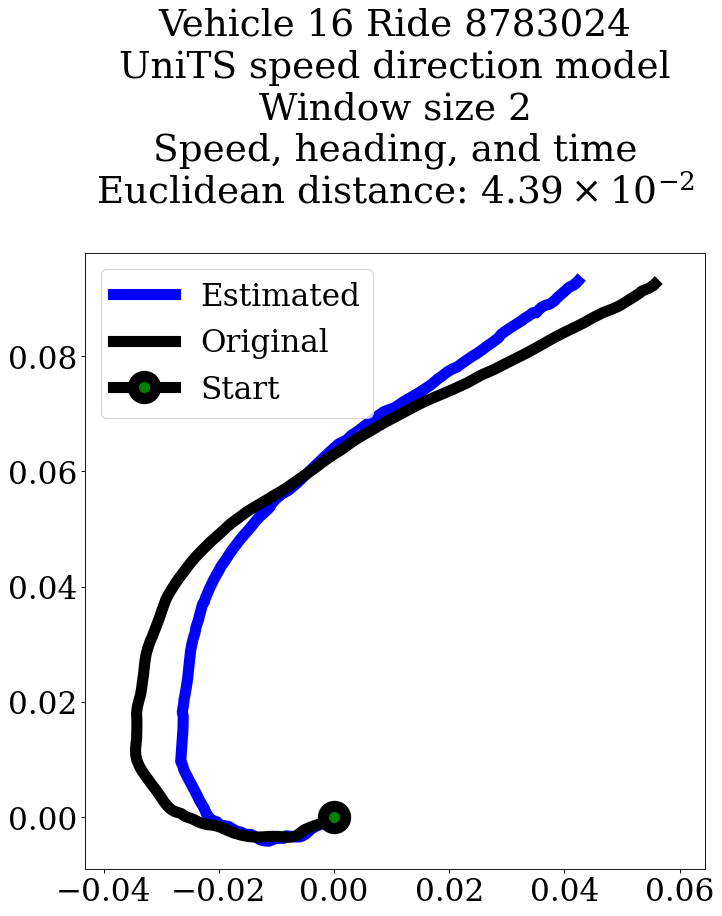 Vehicle 16 Ride 8783024
UniTS speed direction model
Window size 2
Speed, heading, and time
Euclidean distance: 4.39 × 10⁻²
Estimated
Original
Start
0.08
0.06
0.04
0.02
0.00
−0.04 −0.02 0.00 0.02 0.04 0.06